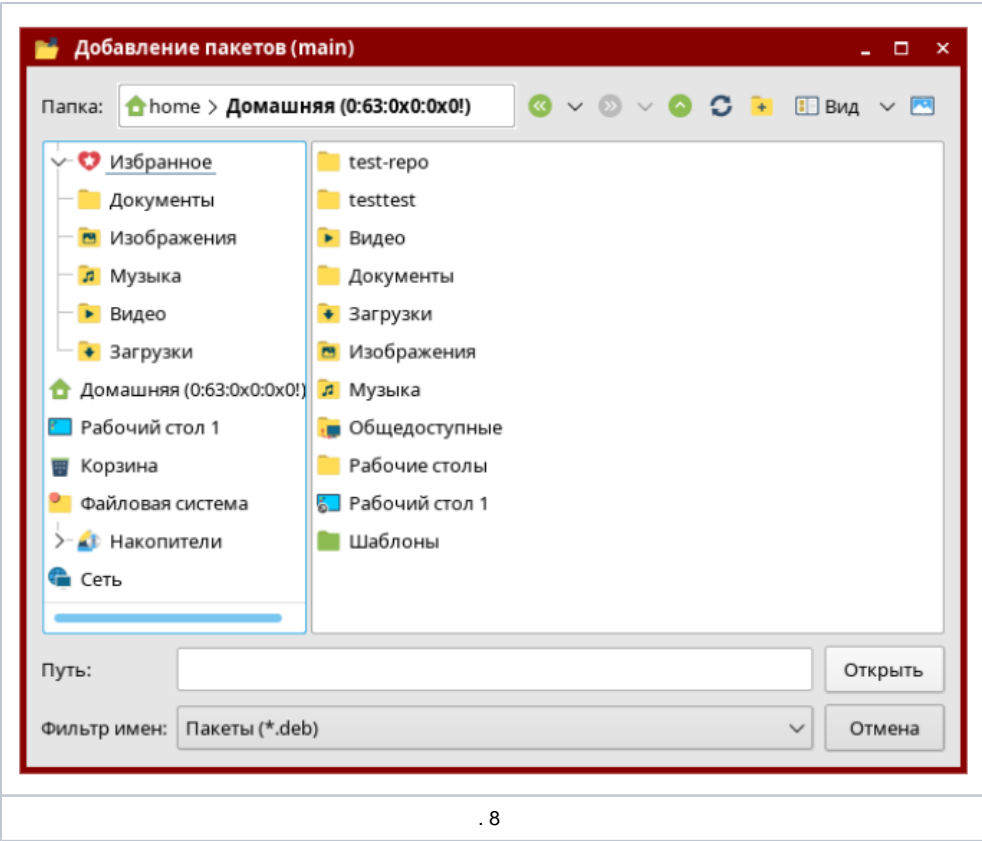 Добавление пакетов (main)
Папка: home > Домашняя (0:63:0x0:0x0!) Вид
Избранное
Документы
Изображения
Музыка
Видео
Загрузки
Домашняя (0:63:0x0:0x0!)
Рабочий стол 1
Корзина
Файловая система
Накопители
Сеть
test-repo
testtest
Видео
Документы
Загрузки
Изображения
Музыка
Общедоступные
Рабочие столы
Рабочий стол 1
Шаблоны
Путь: Открыть
Фильтр имен: Пакеты (*.deb) Отмена
. 8